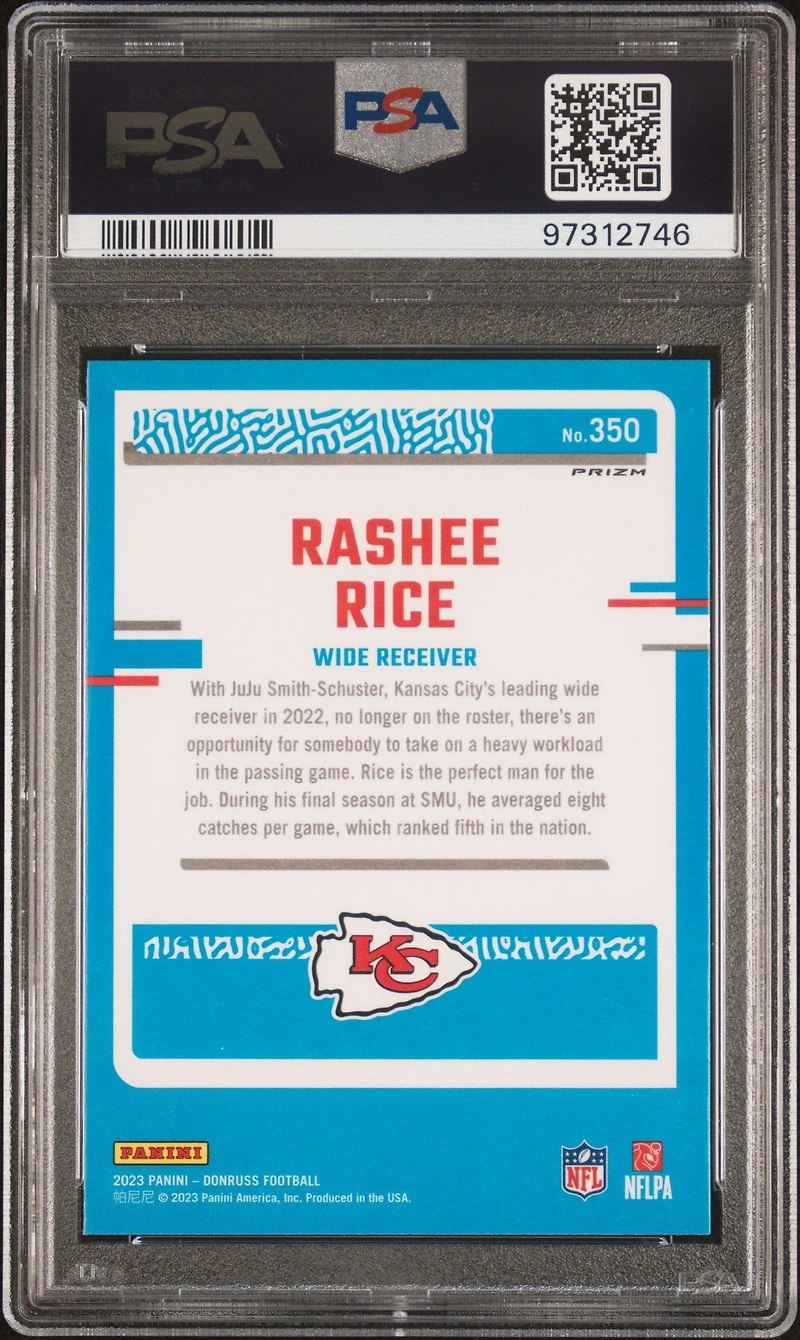 PSA
PSA
97312746
No.350
PRIZM
RASHEE
RICE
WIDE RECEIVER
With JuJu Smith-Schuster, Kansas City's leading wide
receiver in 2022, no longer on the roster, there's an
opportunity for somebody to take on a heavy workload
in the passing game. Rice is the perfect man for the
job. During his final season at SMU, he averaged eight
catches per game, which ranked fifth in the nation.
KC
PANINI
2023 PANINI – DONRUSS FOOTBALL
帕尼尼 © 2023 Panini America, Inc. Produced in the USA.
NFL
NFLPA
PSA